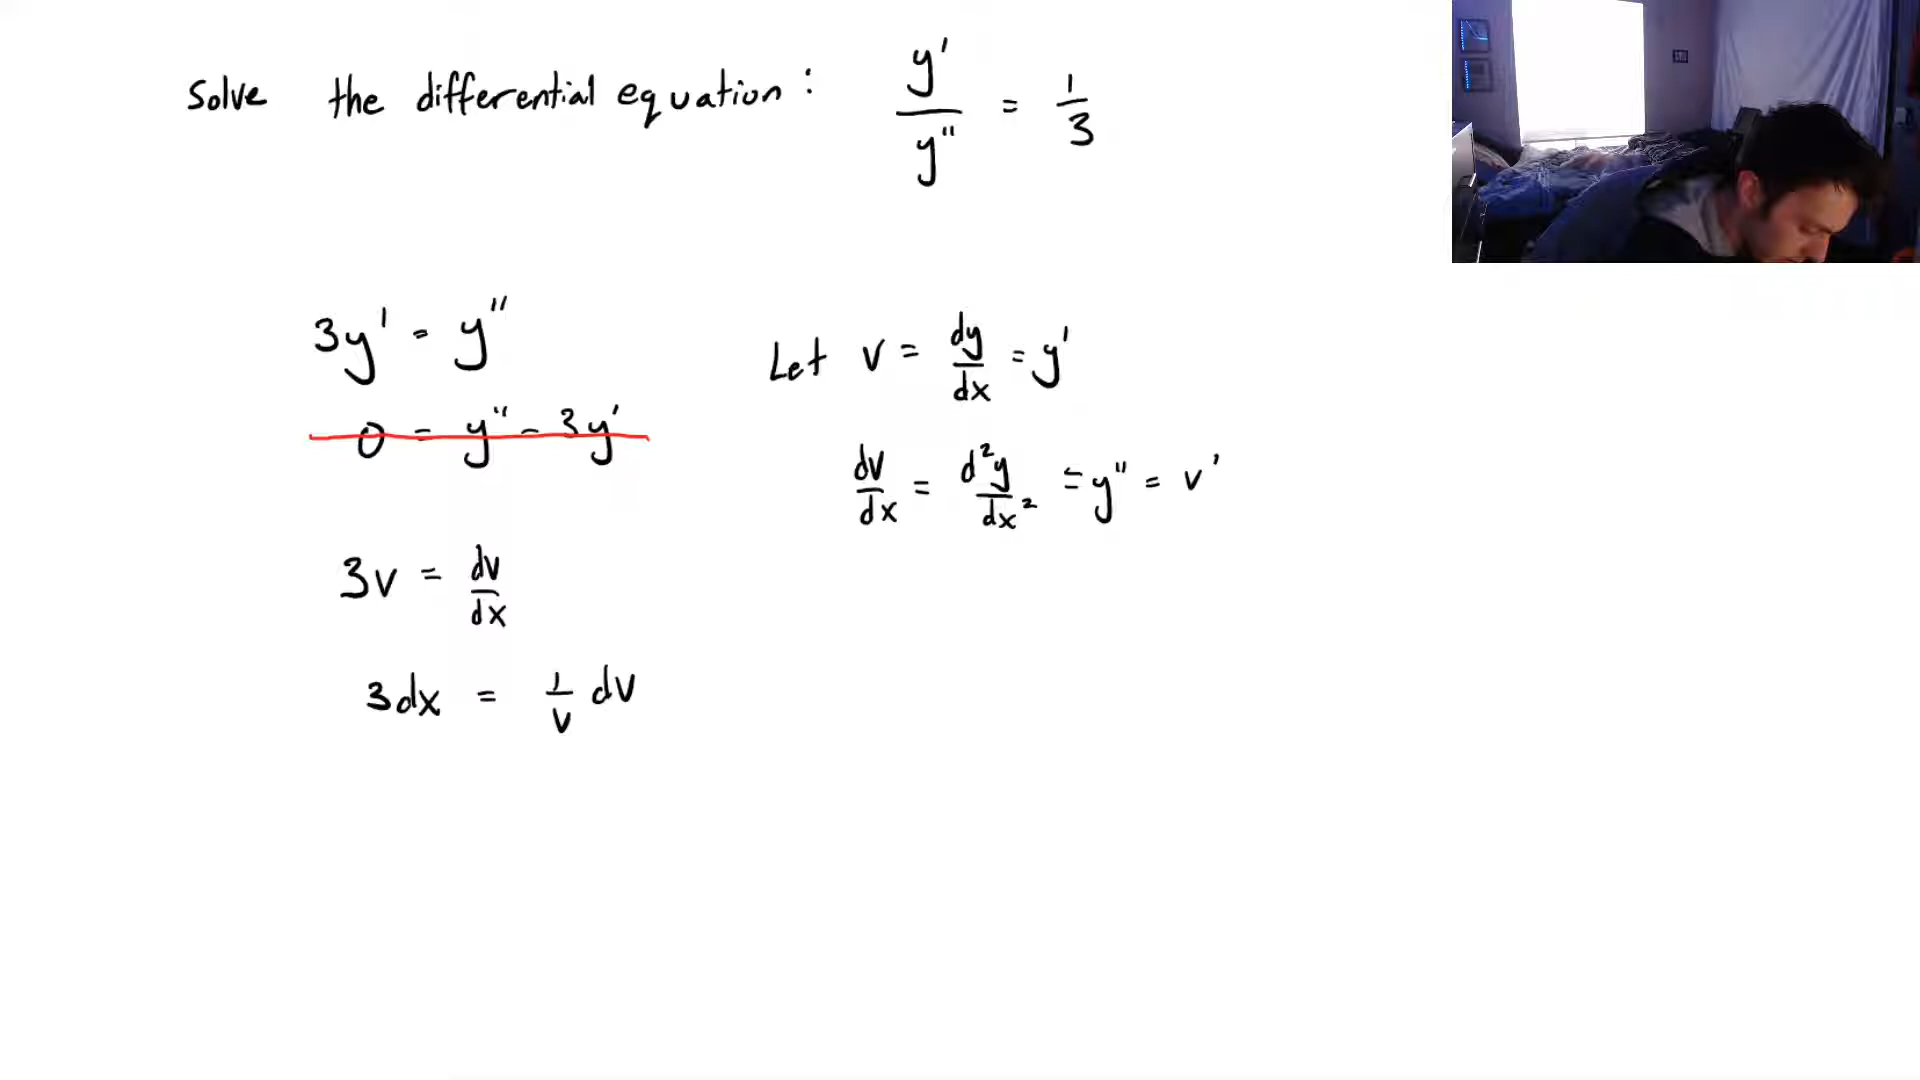 Solve the differential equation: y'/y'' = 1/3
3y' = y''
0 = y'' - 3y'
3v = dv/dx
3dx = 1/v dv
Let v = dy/dx = y'
dv/dx = d²y/dx² = y'' = v'